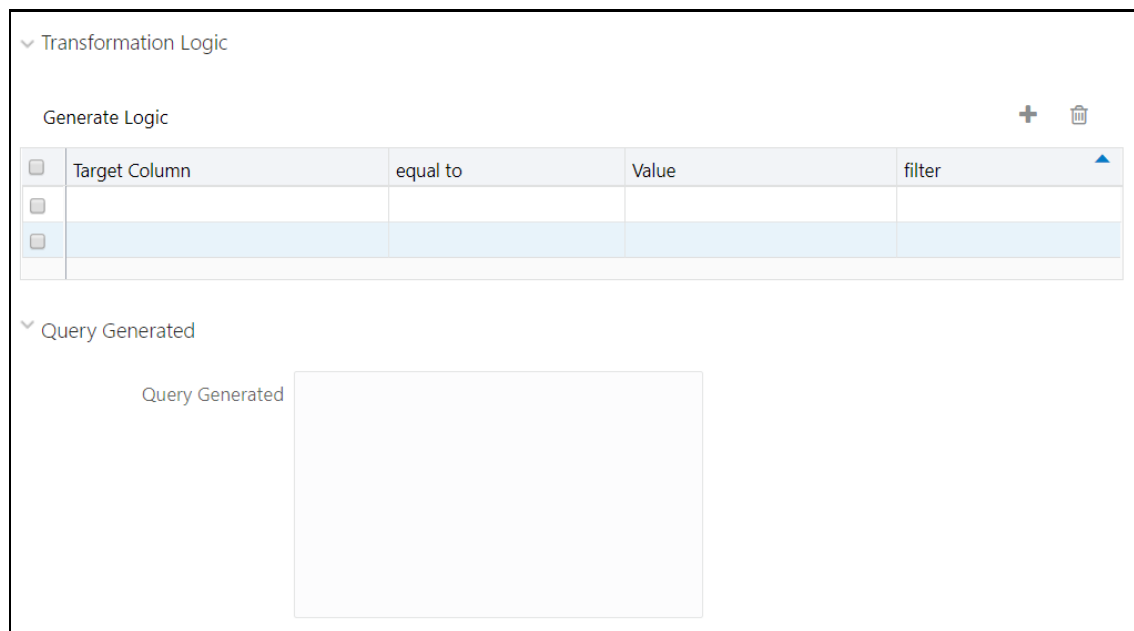 Transformation Logic
Generate Logic
Target Column equal to Value filter
Query Generated
Query Generated